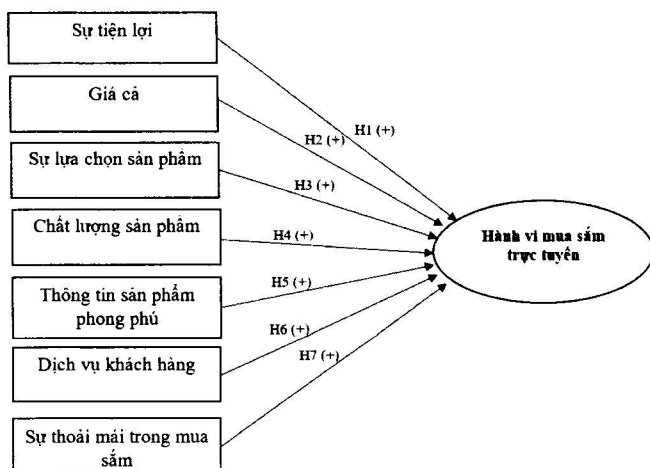 Sự tiện lợi
Giá cả
Sự lựa chọn sản phẩm
Chất lượng sản phẩm
Thông tin sản phẩm
phong phú
Dịch vụ khách hàng
Sự thoải mái trong mua
sắm
H1 (+)
H2 (+)
H3 (+)
H4 (+)
H5 (+)
H6 (+)
H7 (+)
Hành vi mua sắm
trực tuyến